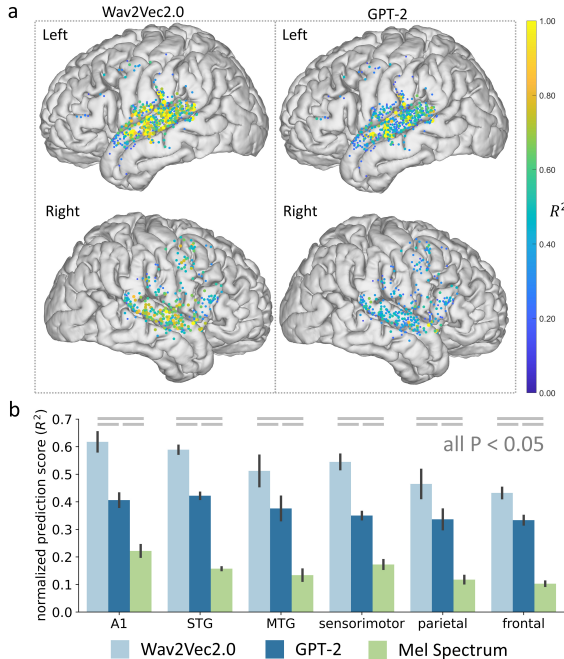 a
Wav2Vec2.0
GPT-2
Left
Left
1.00
0.80
0.60
R²
0.40
0.20
0.00
Right
Right
b
normalized prediction score (R²)
0.7
0.6
0.5
0.4
0.3
0.2
0.1
0.0
all P < 0.05
A1 STG MTG sensorimotor parietal frontal
Wav2Vec2.0 GPT-2 Mel Spectrum